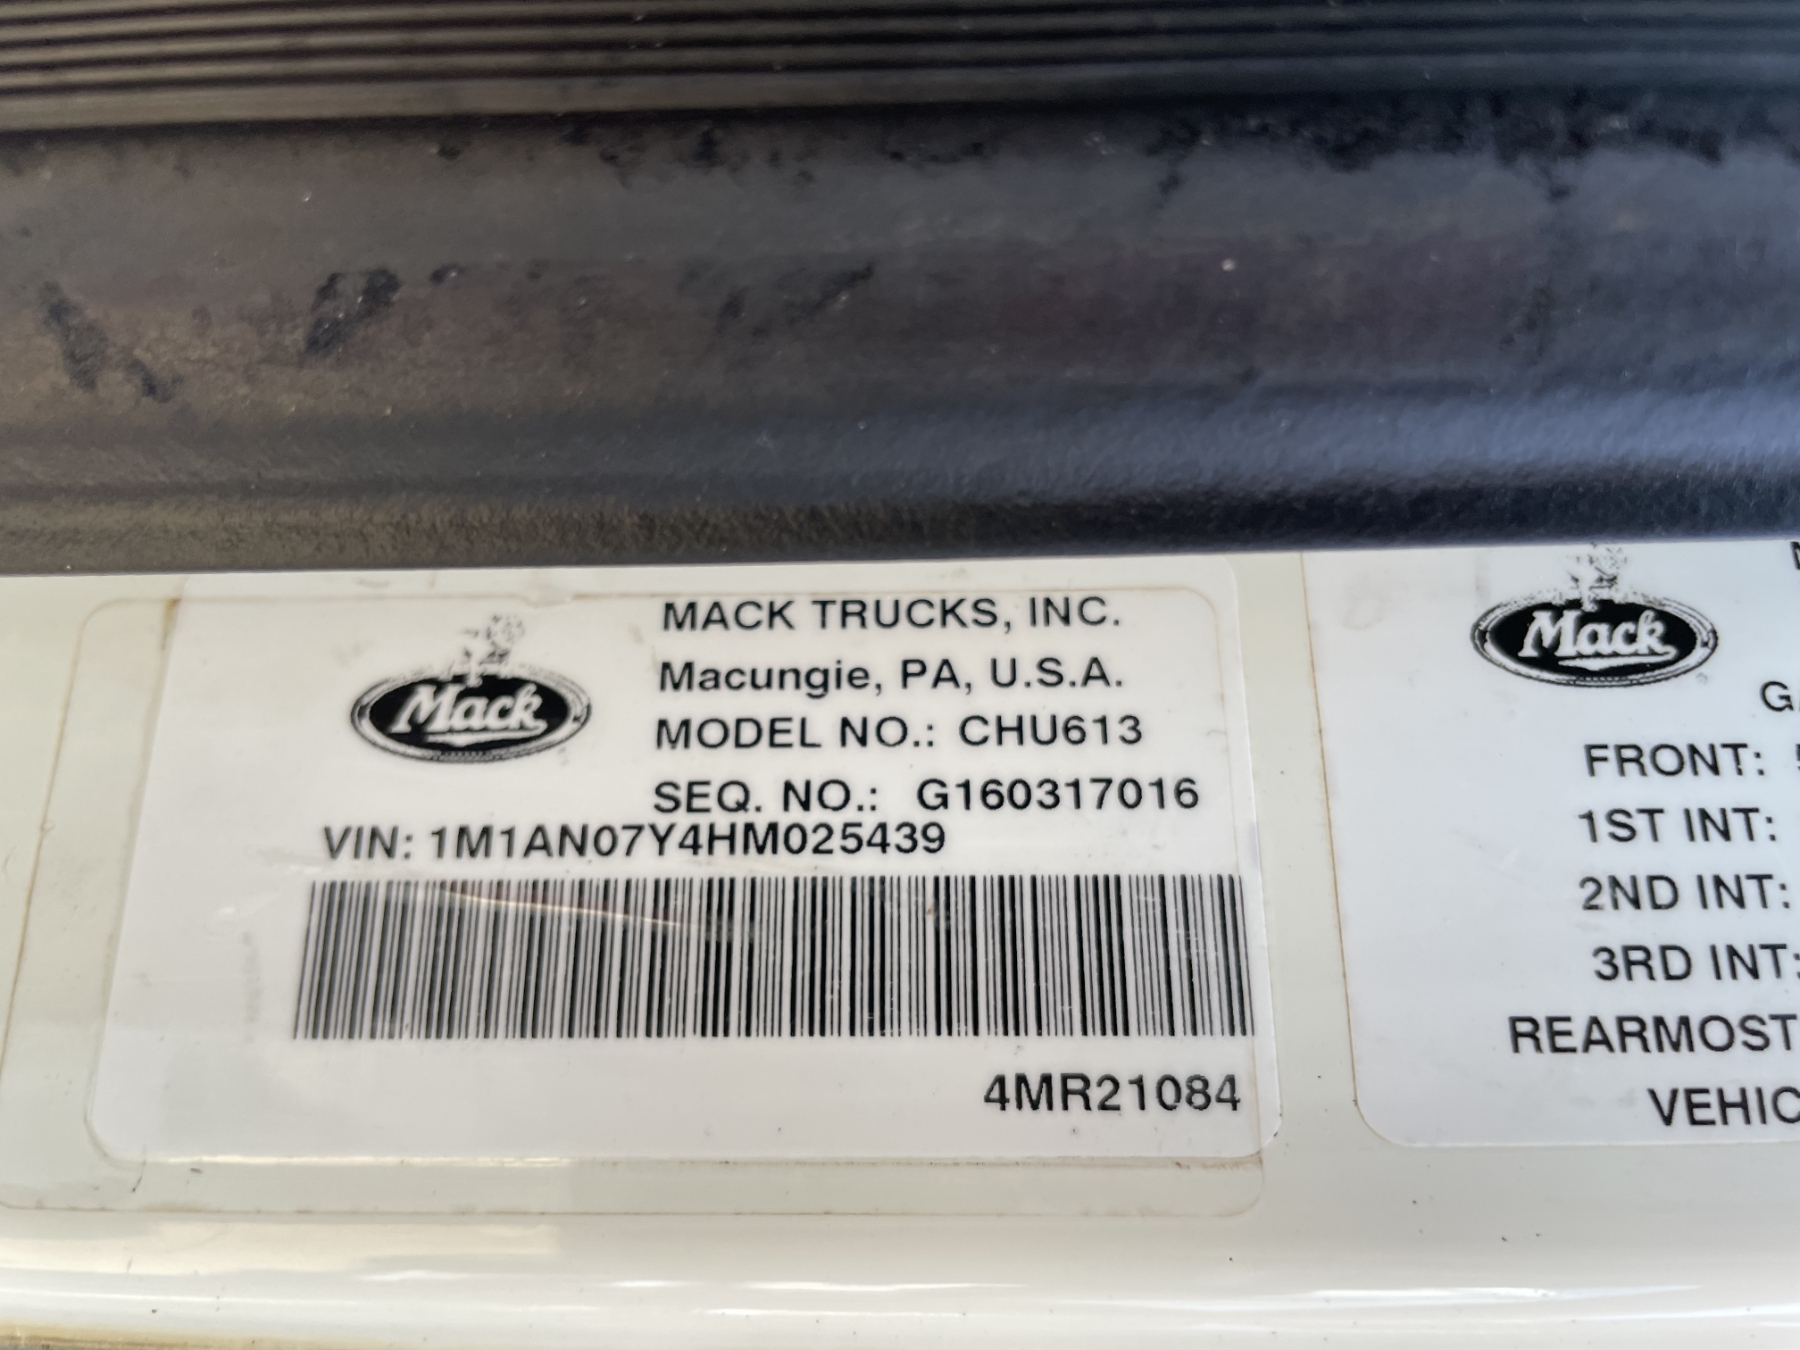 MACK TRUCKS, INC.
Macungie, PA, U.S.A.
Mack
MODEL NO.: CHU613
SEQ. NO.: G160317016
VIN: 1M1AN07Y4HM025439
4MR21084
Mack
FRONT:
1ST INT:
2ND INT:
3RD INT:
REARMOST
VEHIC